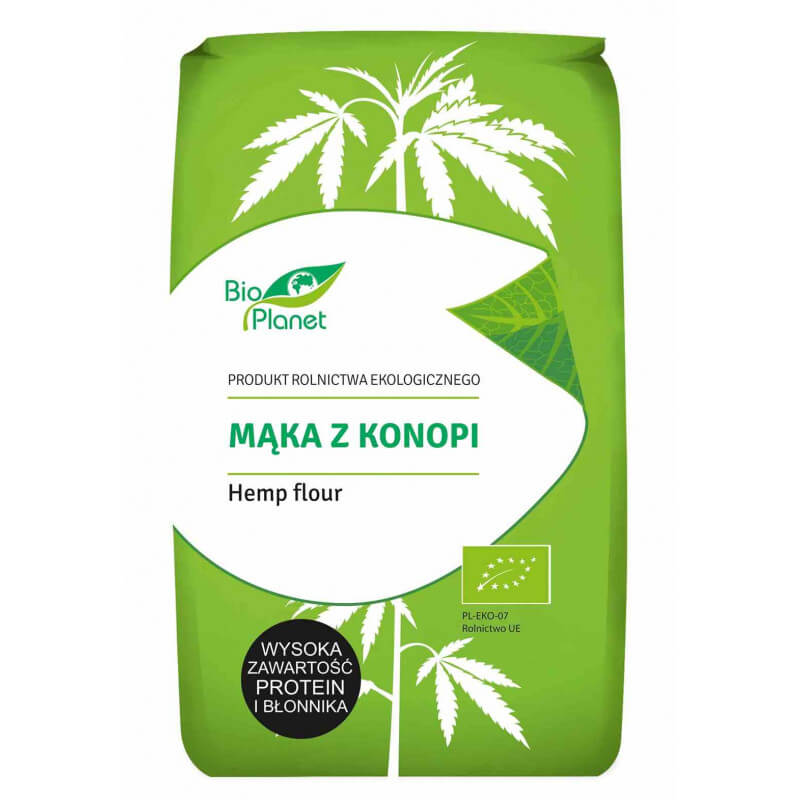 Bio
Planet
PRODUKT ROLNICTWA EKOLOGICZNEGO
MĄKA Z KONOPI
Hemp flour
PL-EKO-07
Rolnictwo UE
WYSOKA
ZAWARTOŚĆ
PROTEIN
I BŁONNIKA